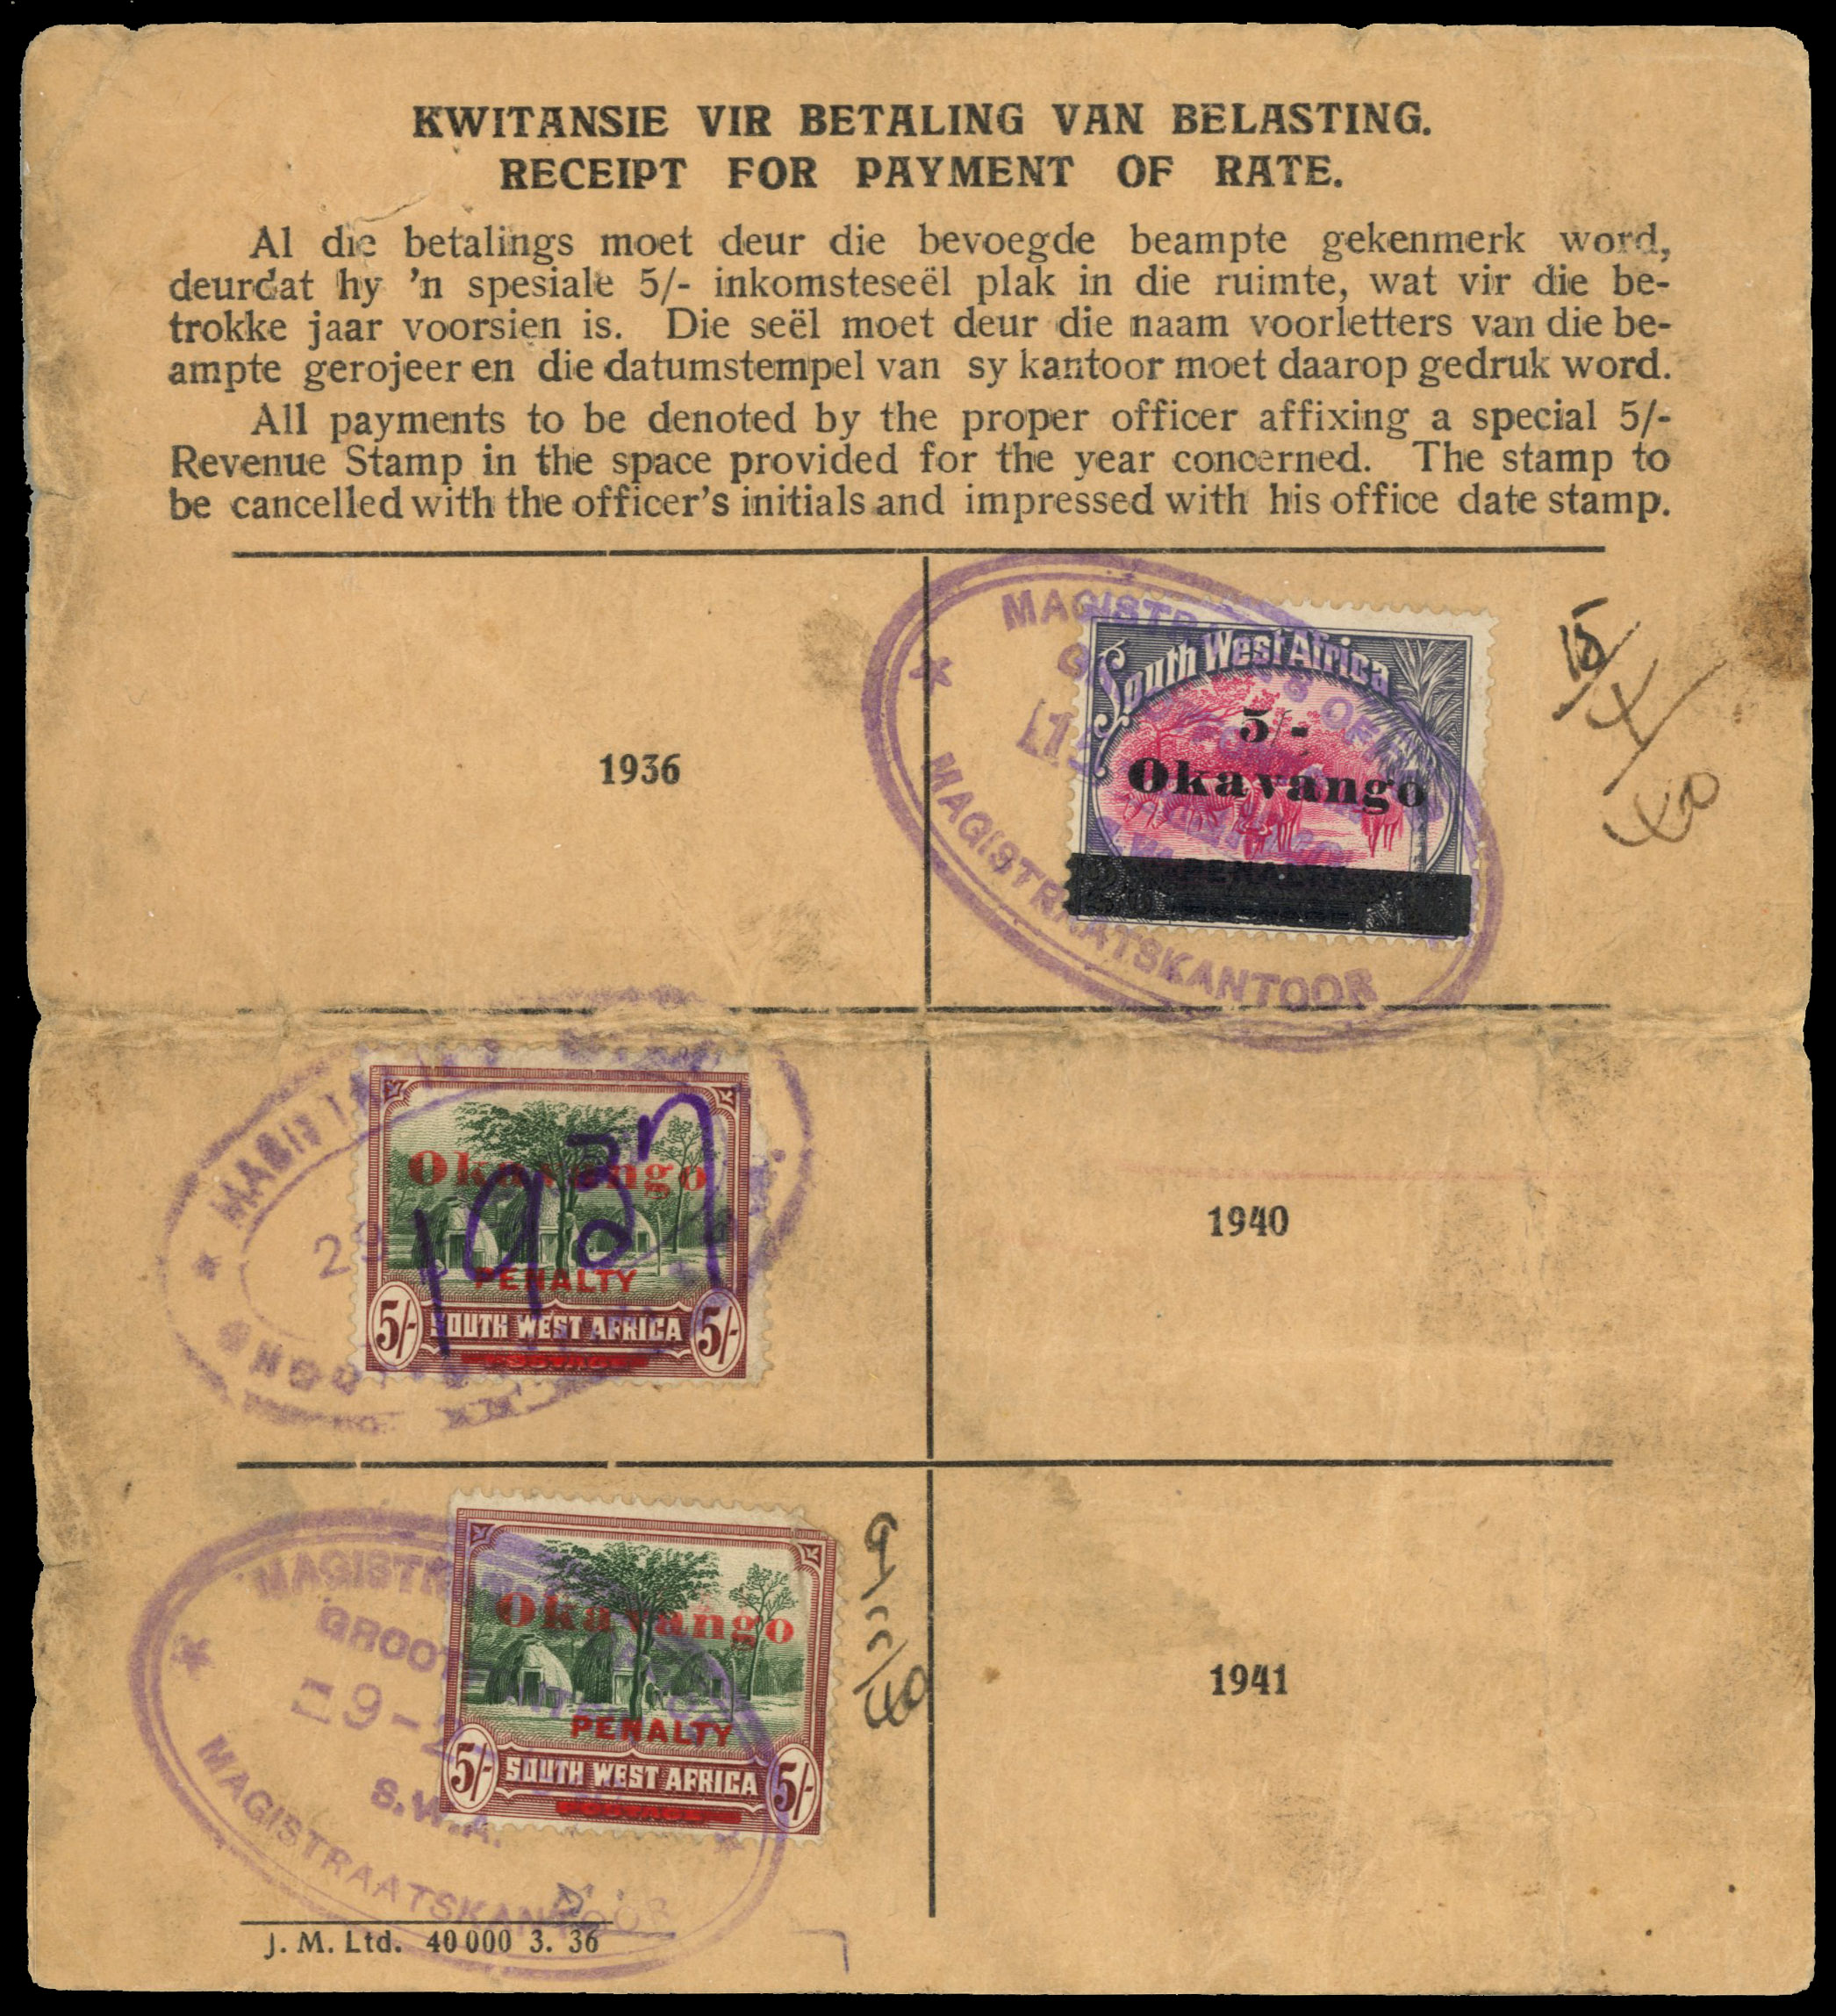 KWITANSIE VIR BETALING VAN BELASTING.
RECEIPT FOR PAYMENT OF RATE.
Al die betalings moet deur die bevoegde beampte gekenmerk word,
deurdat hy 'n spesiale 5/- inkomsteseël plak in die ruimte, wat vir die be-
trokke jaar voorsien is. Die seël moet deur die naam voorletters van die be-
ampte gerojeer en die datumstempel van sy kantoor moet daarop gedruk word.
All payments to be denoted by the proper officer affixing a special 5/-
Revenue Stamp in the space provided for the year concerned. The stamp to
be cancelled with the officer's initials and impressed with his office date stamp.
1936
South West Africa
5/-
Okavango
PENALTY
MAGISTRAATSKANTOOR
15/4/40
Okavango
1937
PENALTY
5/- SOUTH WEST AFRICA 5/-
POSTAGE
1940
Okavango
PENALTY
5/- SOUTH WEST AFRICA 5/-
POSTAGE
S.W.A.
MAGISTRAATSKANTOOR
1941
J. M. Ltd. 40 000 3. 36